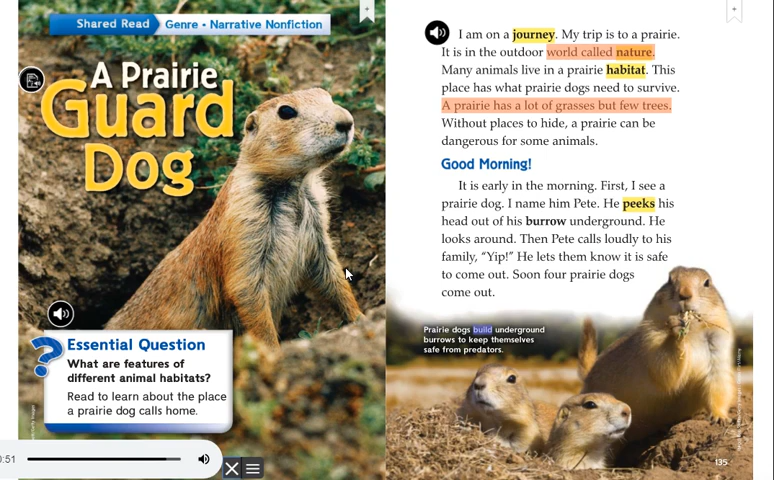 Shared Read
Genre • Narrative Nonfiction
A Prairie
Guard
Dog
Essential Question
What are features of
different animal habitats?
Read to learn about the place
a prairie dog calls home.
:51
I am on a journey. My trip is to a prairie.
It is in the outdoor world called nature.
Many animals live in a prairie habitat. This
place has what prairie dogs need to survive.
A prairie has a lot of grasses but few trees.
Without places to hide, a prairie can be
dangerous for some animals.
Good Morning!
It is early in the morning. First, I see a
prairie dog. I name him Pete. He peeks his
head out of his burrow underground. He
looks around. Then Pete calls loudly to his
family, “Yip!” He lets them know it is safe
to come out. Soon four prairie dogs
come out.
Prairie dogs build underground
burrows to keep themselves
safe from predators.
135